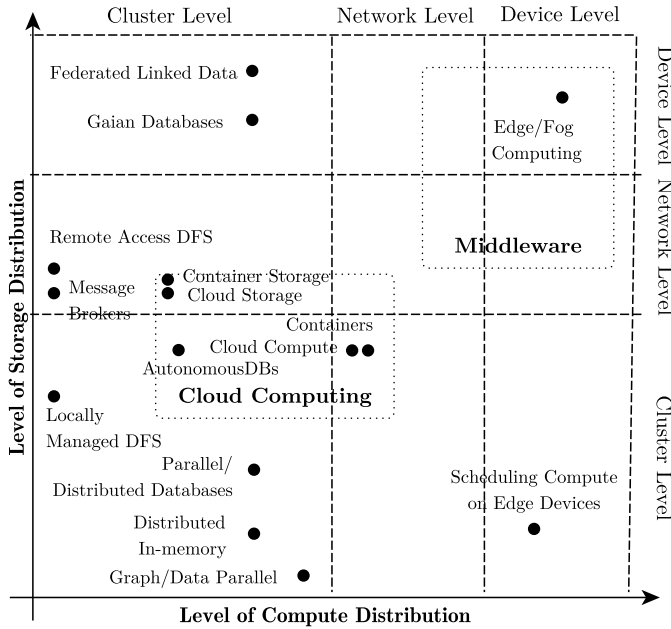 Cluster Level
Network Level
Device Level
Federated Linked Data
Gaian Databases
Edge/Fog
Computing
Device Level
Remote Access DFS
Middleware
Network Level
Message
Brokers
Container Storage
Cloud Storage
Containers
Cloud Compute
AutonomousDBs
Cloud Computing
Locally
Managed DFS
Parallel/
Distributed Databases
Scheduling Compute
on Edge Devices
Cluster Level
Distributed
In-memory
Graph/Data Parallel
Level of Storage Distribution
Level of Compute Distribution